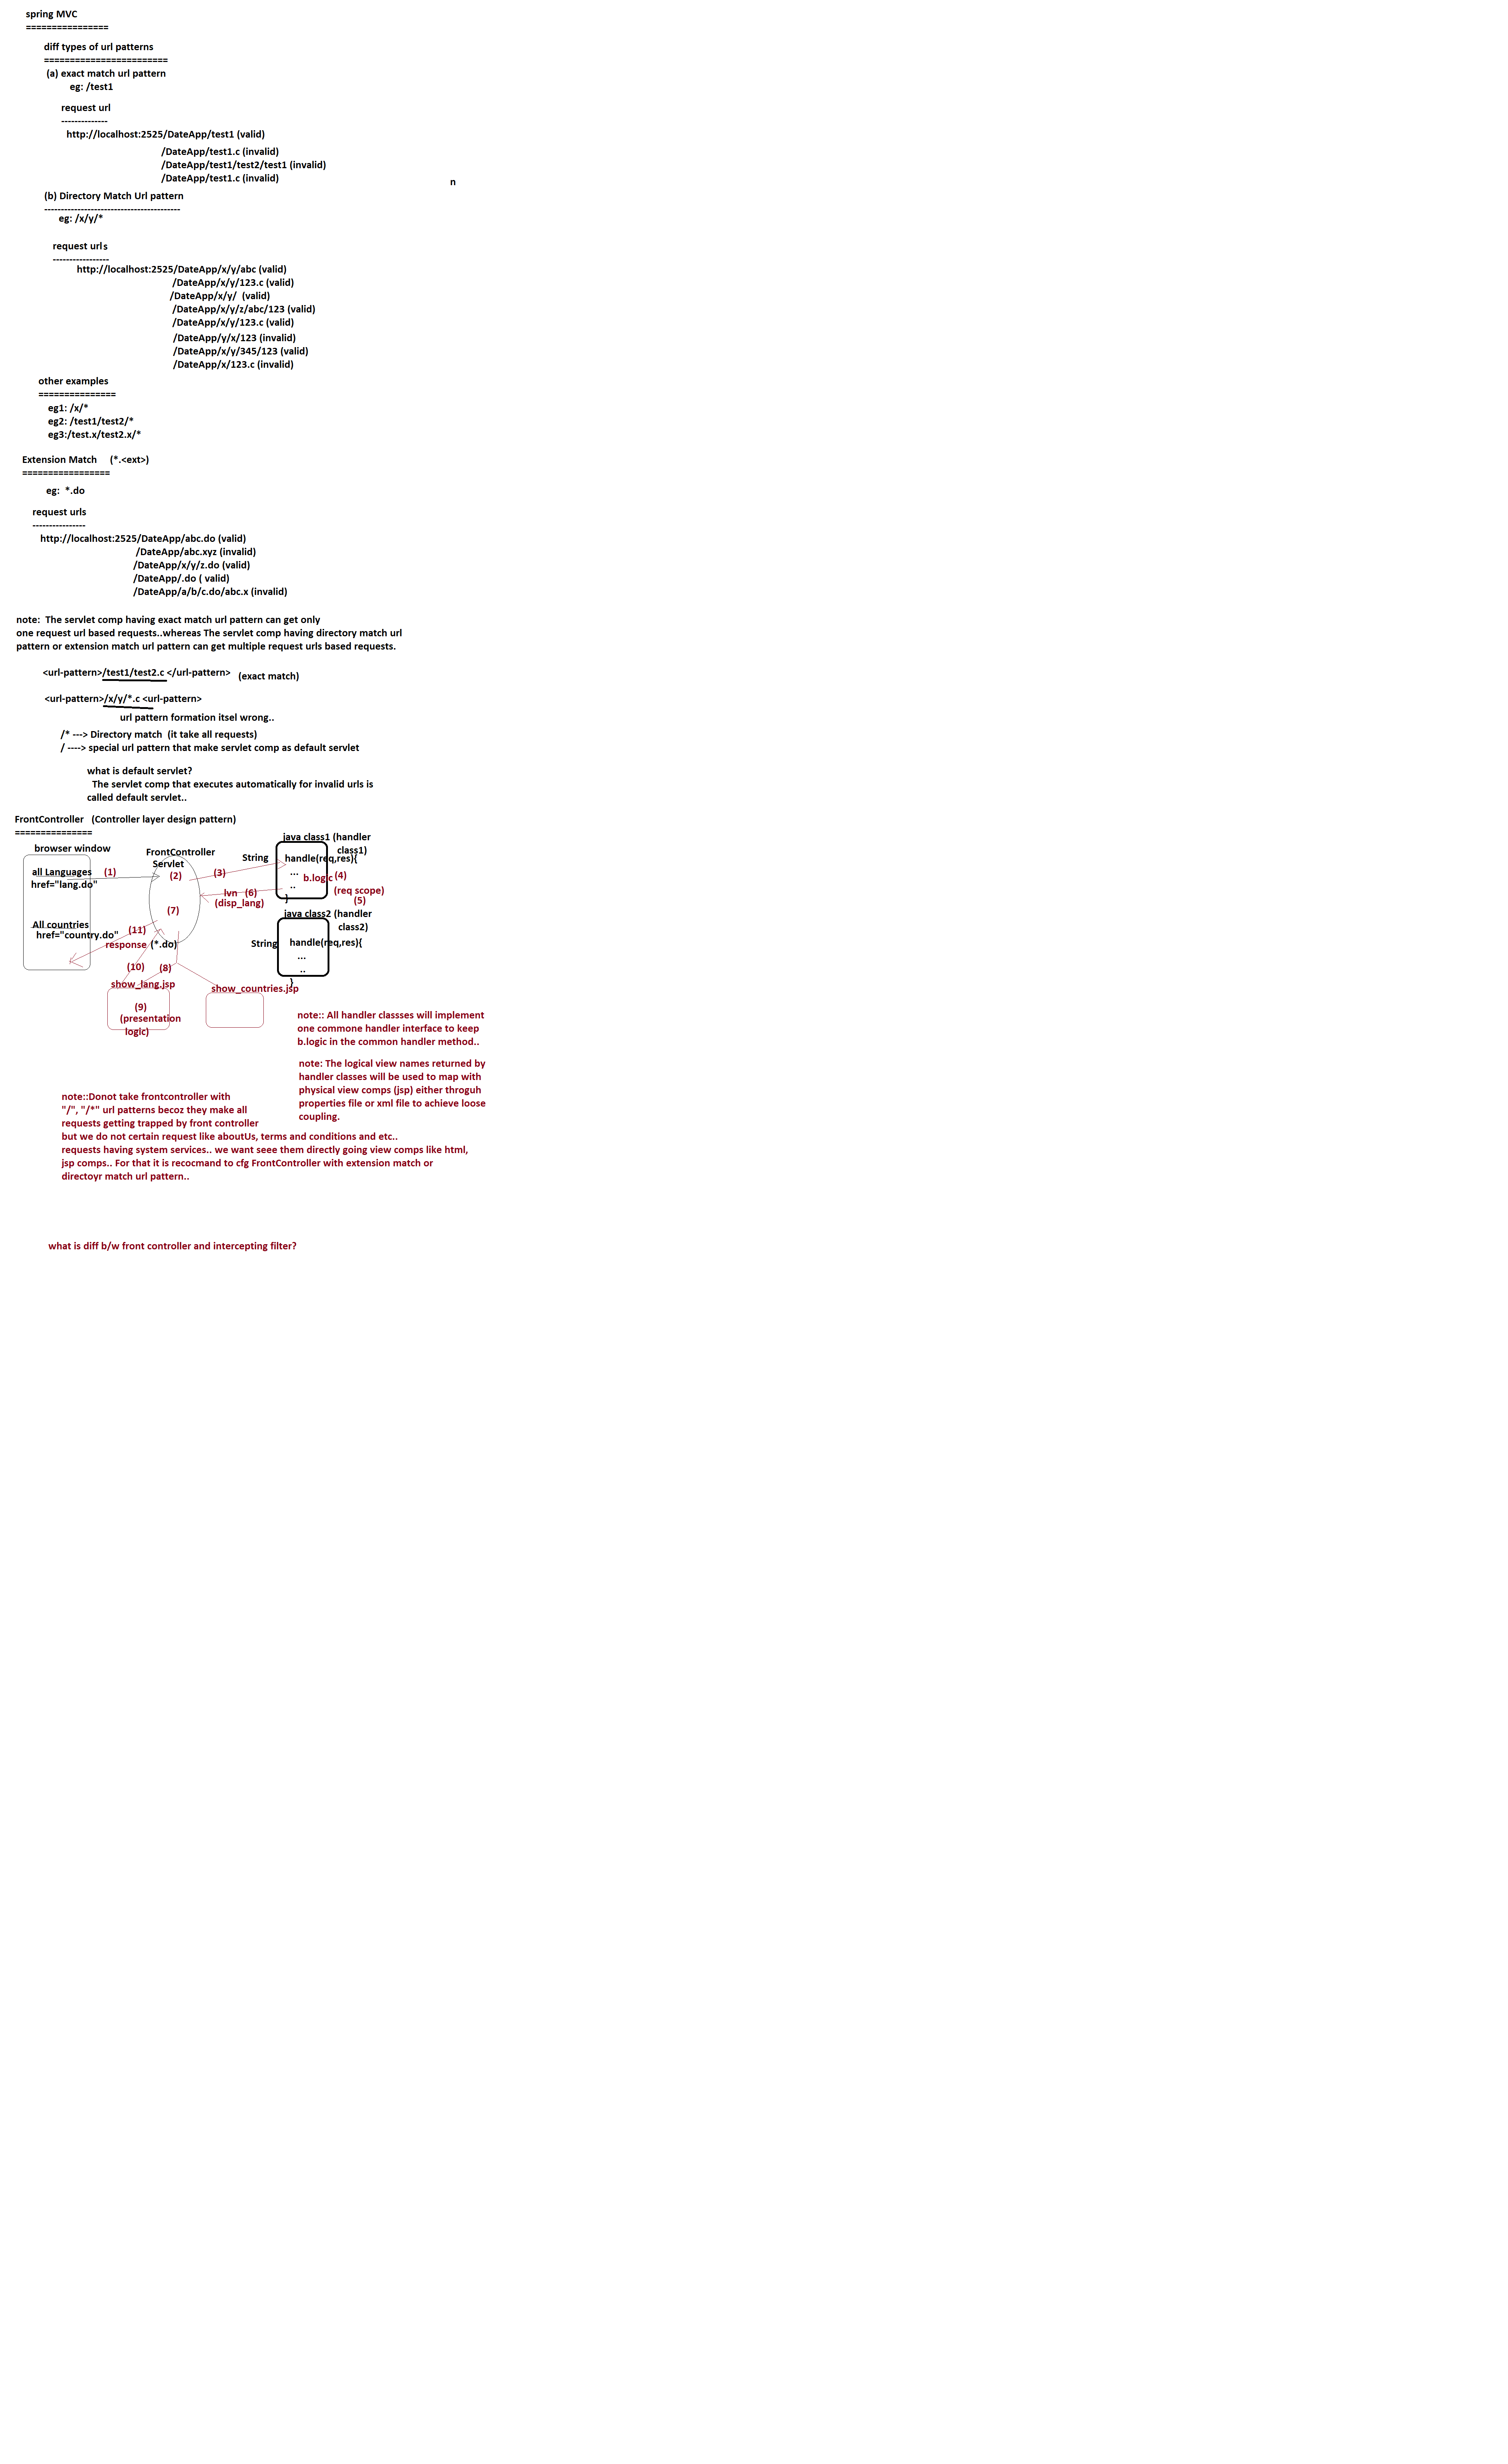 spring MVC
================
diff types of url patterns
========================
(a) exact match url pattern
eg: /test1
request url
--------------
http://localhost:2525/DateApp/test1 (valid)
/DateApp/test1.c (invalid)
/DateApp/test1/test2/test1 (invalid)
/DateApp/test1.c (invalid)
n
(b) Directory Match Url pattern
-----------------------------------------
eg: /x/y/*
request urls
-----------------
http://localhost:2525/DateApp/x/y/abc (valid)
/DateApp/x/y/123.c (valid)
/DateApp/x/y/ (valid)
/DateApp/x/y/z/abc/123 (valid)
/DateApp/x/y/123.c (valid)
/DateApp/y/x/123 (invalid)
/DateApp/x/y/345/123 (valid)
/DateApp/x/123.c (invalid)
other examples
===============
eg1: /x/*
eg2: /test1/test2/*
eg3:/test.x/test2.x/*
Extension Match (*.<ext>)
=================
eg: *.do
request urls
----------------
http://localhost:2525/DateApp/abc.do (valid)
/DateApp/abc.xyz (invalid)
/DateApp/x/y/z.do (valid)
/DateApp/.do ( valid)
/DateApp/a/b/c.do/abc.x (invalid)
note: The servlet comp having exact match url pattern can get only
one request url based requests..whereas The servlet comp having directory match url
pattern or extension match url pattern can get multiple request urls based requests.
<url-pattern>/test1/test2.c </url-pattern> (exact match)
<url-pattern>/x/y/*.c <url-pattern>
url pattern formation itsel wrong..
/* ---> Directory match (it take all requests)
/ ----> special url pattern that make servlet comp as default servlet
what is default servlet?
The servlet comp that executes automatically for invalid urls is
called default servlet..
FrontController (Controller layer design pattern)
===============
browser window
all Languages (1)
href="lang.do"
All countries
href="country.do"
FrontController
Servlet
(2)
(7)
(*.do)
(3)
String
java class1 (handler
class1)
handle(req,res){
...
b.logic (4)
..
(req scope)
(5)
}
lvn (6)
(disp_lang)
java class2 (handler
class2)
String
handle(req,res){
...
..
}
(11)
response
(10) (8)
show_lang.jsp
(9)
(presentation
logic)
show_countries.jsp
note:: All handler classses will implement
one commone handler interface to keep
b.logic in the common handler method..
note: The logical view names returned by
handler classes will be used to map with
physical view comps (jsp) either throguh
properties file or xml file to achieve loose
coupling.
note::Donot take frontcontroller with
"/", "/*" url patterns becoz they make all
requests getting trapped by front controller
but we do not certain request like aboutUs, terms and conditions and etc..
requests having system services.. we want seee them directly going view comps like html,
jsp comps.. For that it is recocmand to cfg FrontController with extension match or
directoyr match url pattern..
what is diff b/w front controller and intercepting filter?